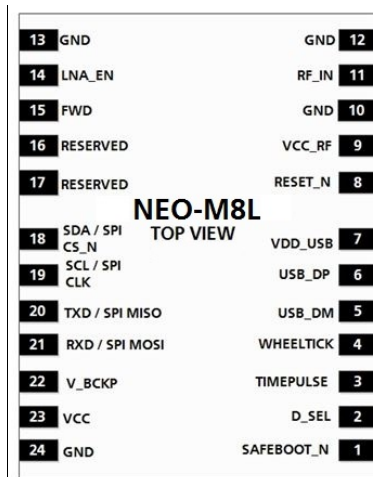 13 GND GND 12
14 LNA_EN RF_IN 11
15 FWD GND 10
16 RESERVED VCC_RF 9
17 RESERVED RESET_N 8
NEO-M8L
TOP VIEW
18 SDA / SPI
CS_N
VDD_USB 7
19 SCL / SPI
CLK
USB_DP 6
20 TXD / SPI MISO USB_DM 5
21 RXD / SPI MOSI WHEELTICK 4
22 V_BCKP TIMEPULSE 3
23 VCC D_SEL 2
24 GND SAFEBOOT_N 1